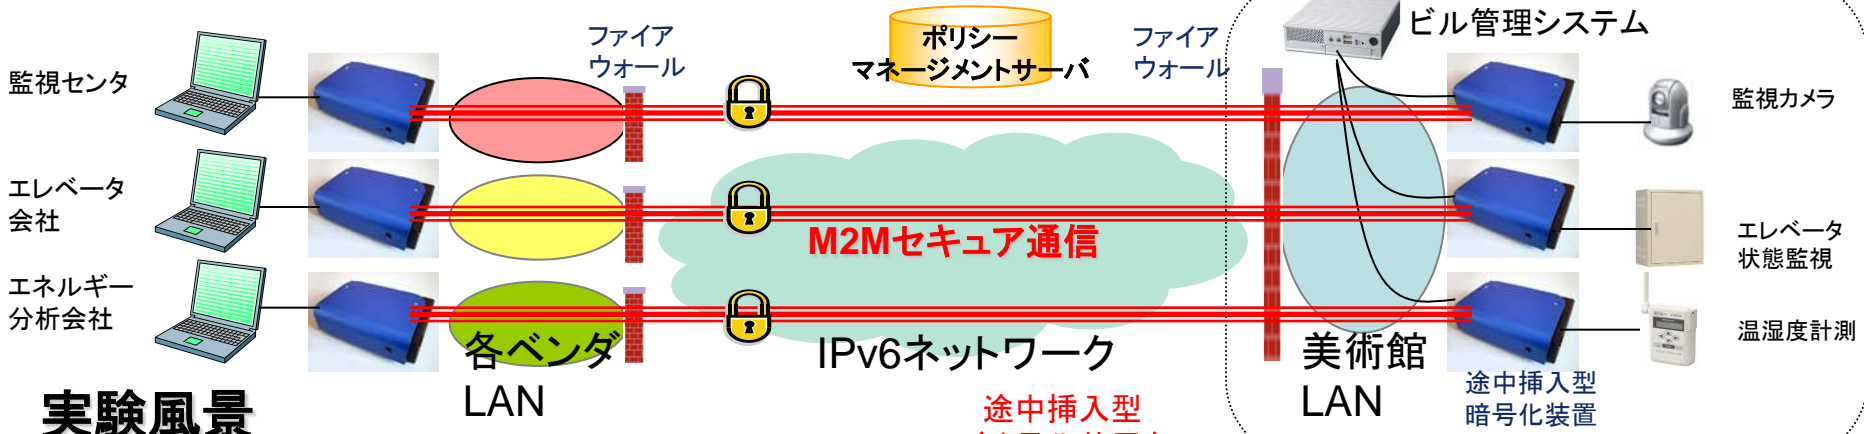 ビル管理システム
ファイア
ウォール
ポリシー
マネージメントサーバ
ファイア
ウォール
監視センタ
監視カメラ
エレベータ
会社
M2Mセキュア通信
エレベータ
状態監視
エネルギー
分析会社
各ベンダ
LAN
IPv6ネットワーク
美術館
LAN
温湿度計測
途中挿入型
暗号化装置
実験風景
途中挿入型